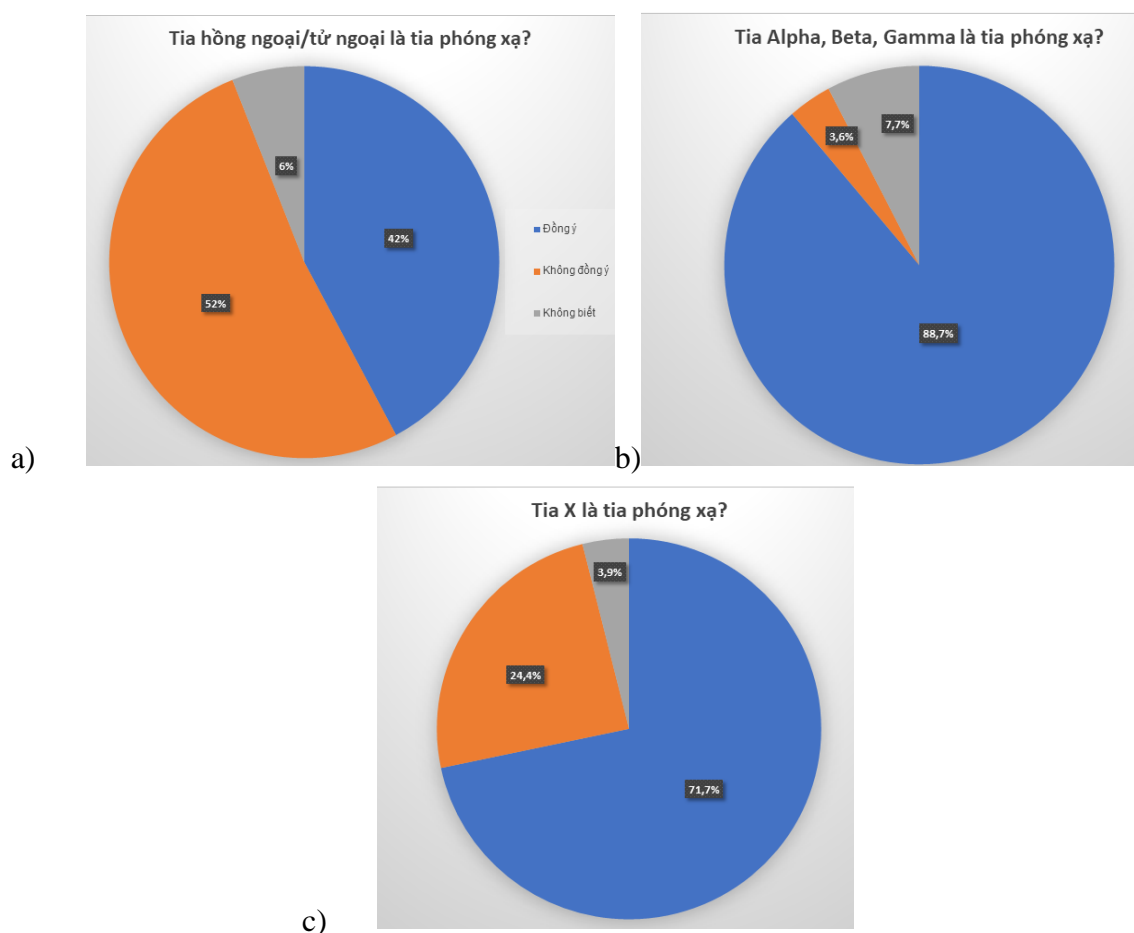 Tia hồng ngoại/tử ngoại là tia phóng xạ?
6%
42%
52%
Đồng ý
Không đồng ý
Không biết
a)
Tia Alpha, Beta, Gamma là tia phóng xạ?
7,7%
3,6%
88,7%
b)
Tia X là tia phóng xạ?
3,9%
24,4%
71,7%
c)